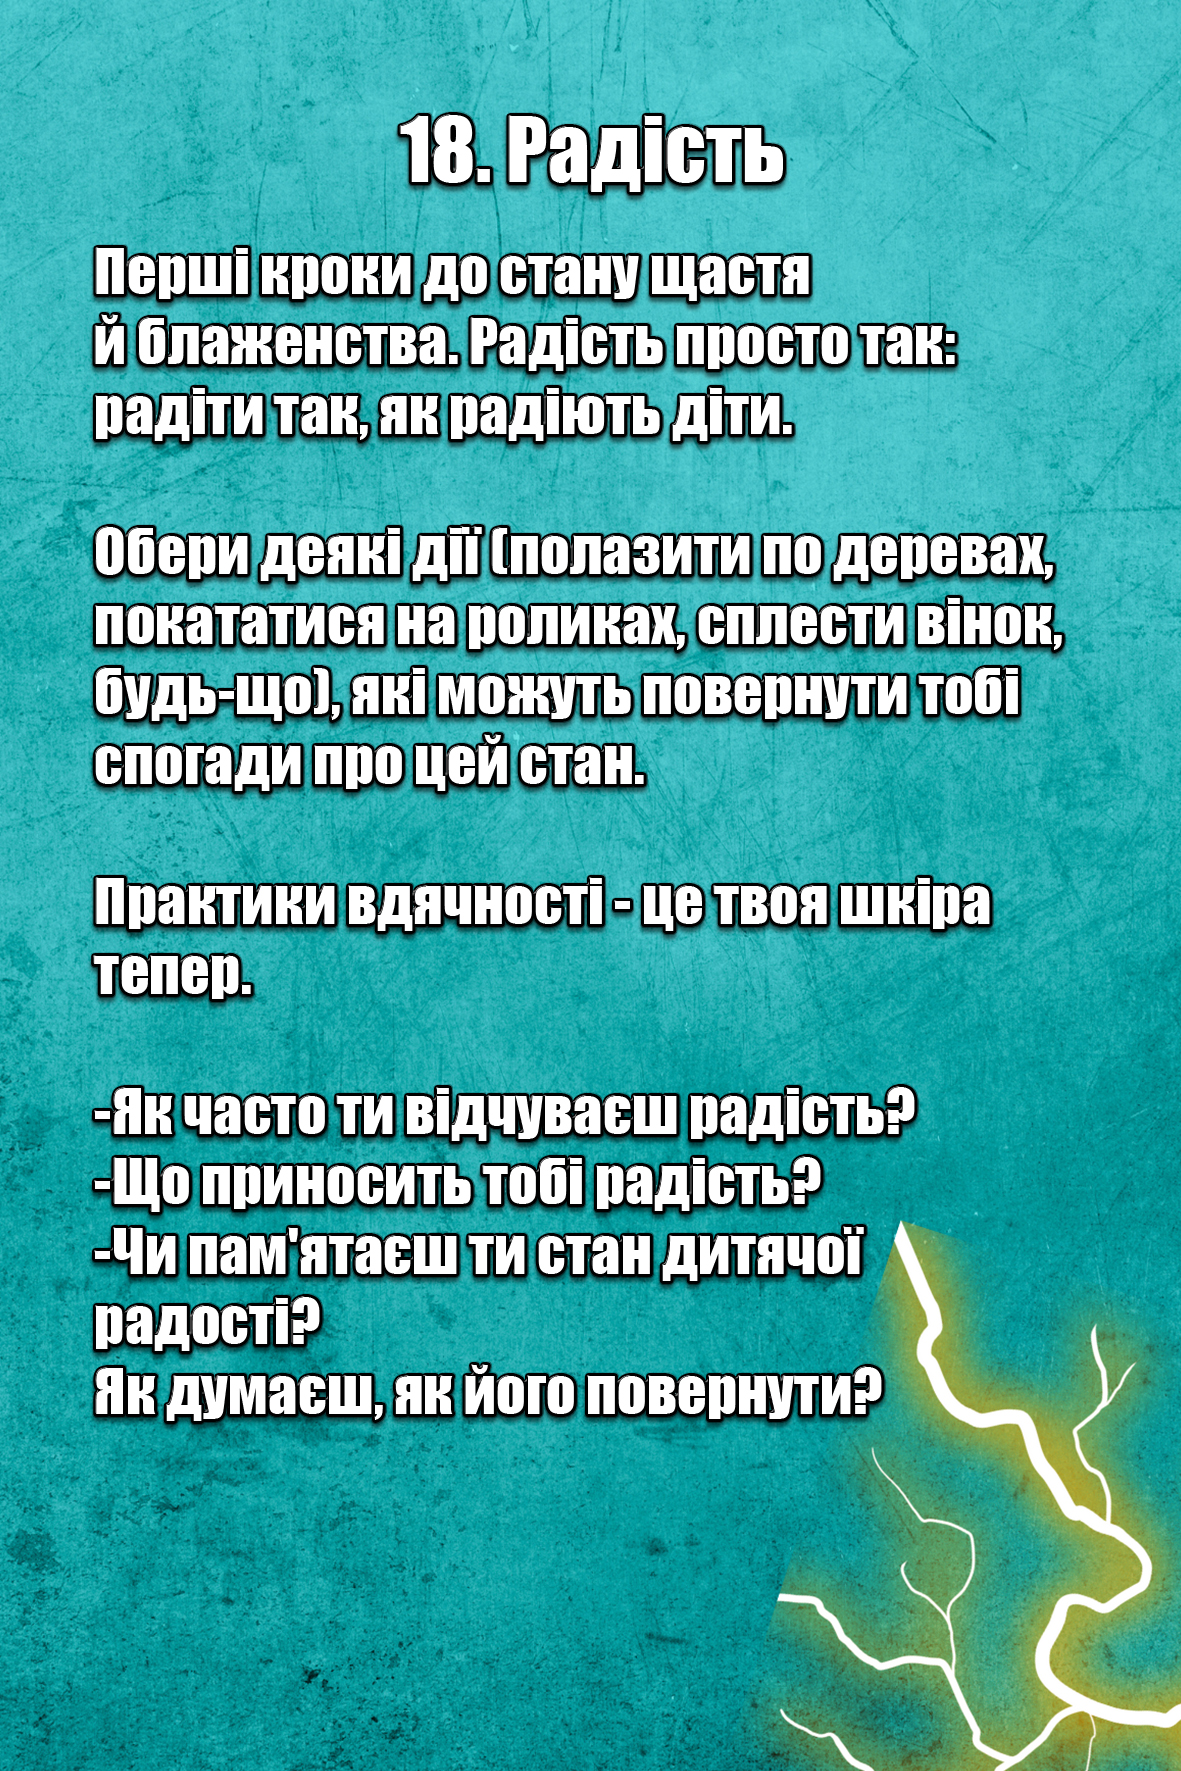 18. Радість
Перші кроки до стану щастя
й блаженства. Радість просто так:
радіти так, як радіють діти.
Обери деякі дії (полазити по деревах,
покататися на роликах, сплести вінок,
будь-що), які можуть повернути тобі
спогади про цей стан.
Практики вдячності - це твоя шкіра
тепер.
-Як часто ти відчуваєш радість?
-Що приносить тобі радість?
-Чи пам'ятаєш ти стан дитячої
радості?
Як думаєш, як його повернути?